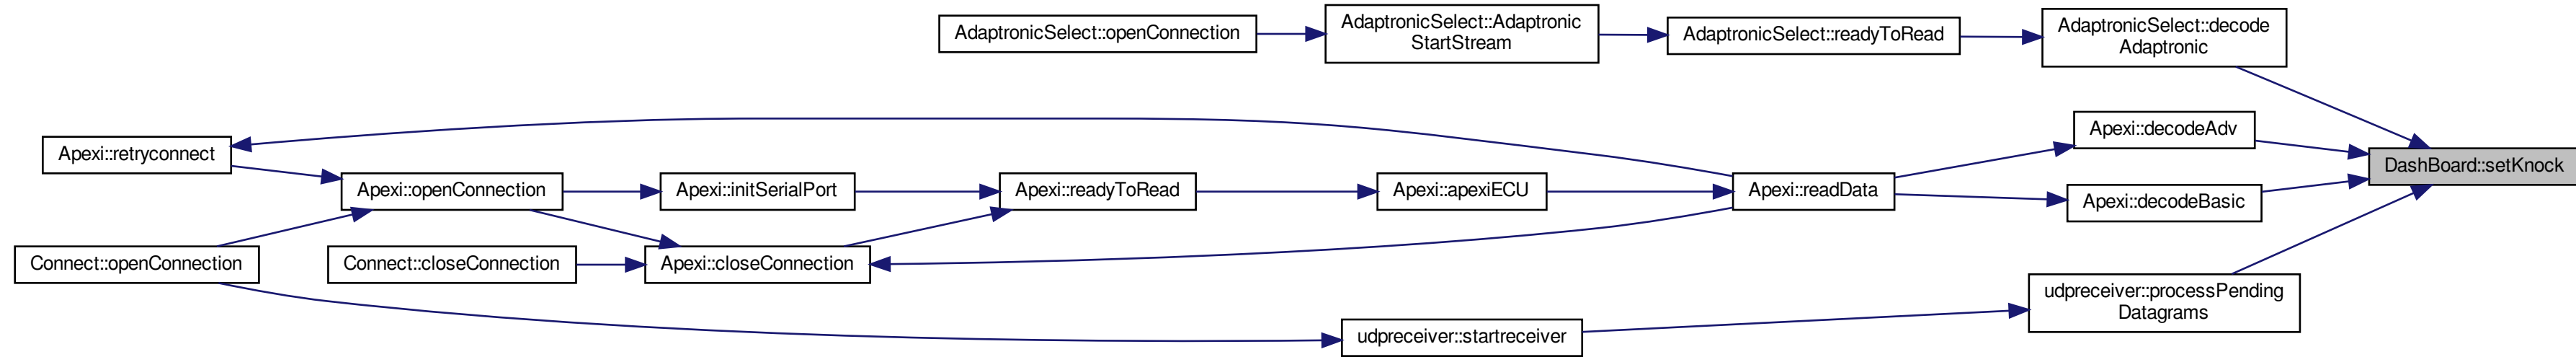 AdaptronicSelect::openConnection
AdaptronicSelect::Adaptronic
StartStream
AdaptronicSelect::readyToRead
AdaptronicSelect::decode
Adaptronic
Apexi::retryconnect
Apexi::openConnection
Apexi::initSerialPort
Apexi::readyToRead
Apexi::apexiECU
Apexi::readData
Apexi::decodeAdv
Apexi::decodeBasic
DashBoard::setKnock
Connect::openConnection
Connect::closeConnection
Apexi::closeConnection
udpreceiver::startreceiver
udpreceiver::processPending
Datagrams